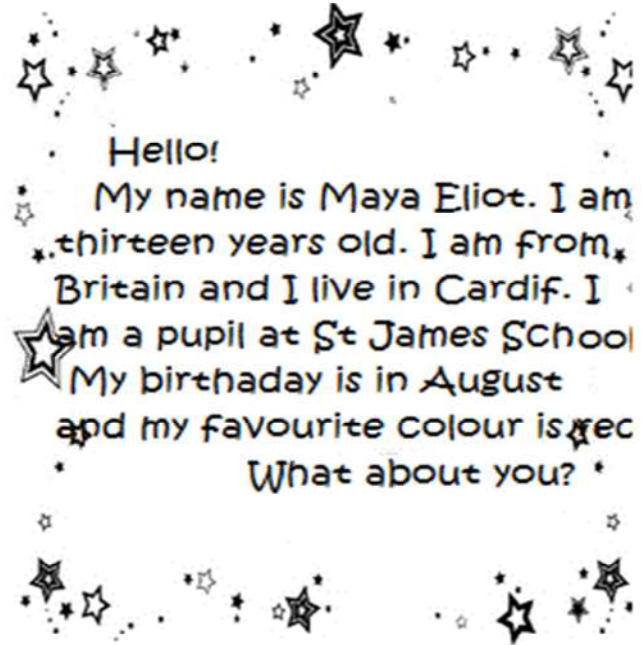 Hello!
My name is Maya Eliot. I am
thirteen years old. I am from
Britain and I live in Cardif. I
am a pupil at St James School
My birthaday is in August
and my favourite colour is
What about you?